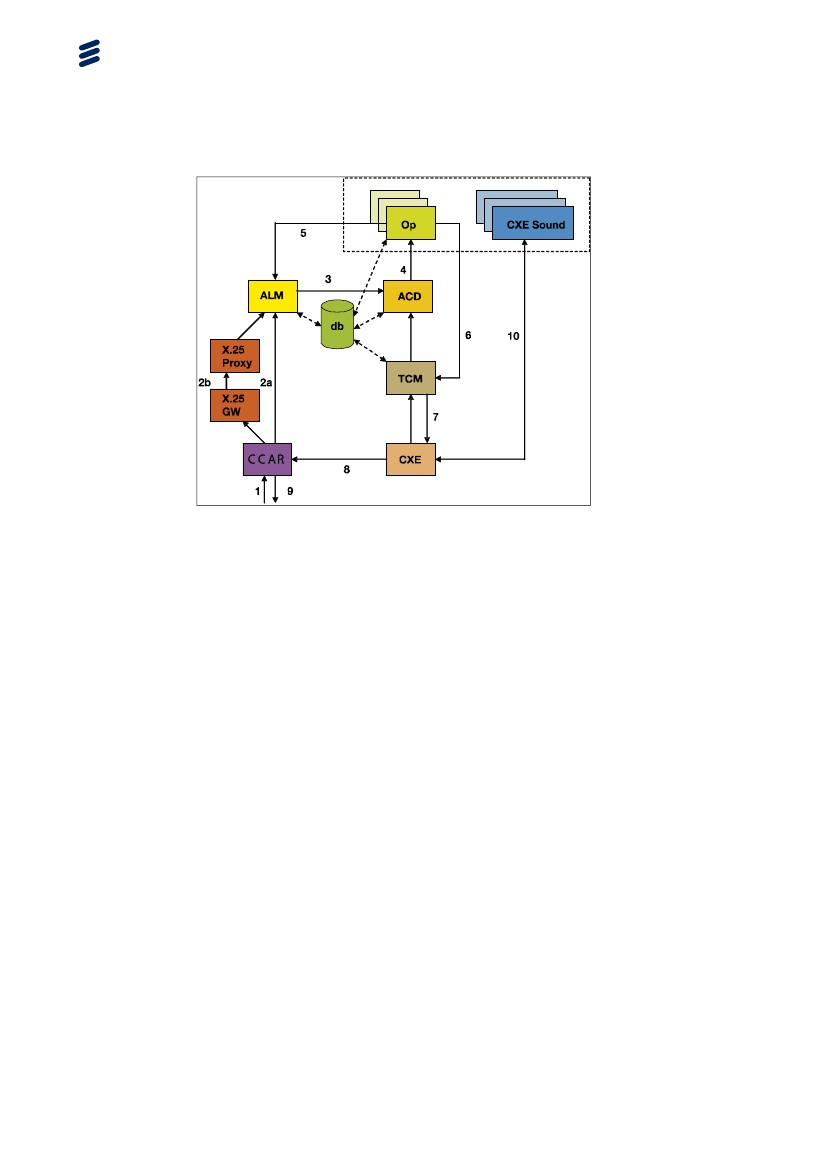 Op
CXE Sound
5
4
3
ALM
ACD
db
6
10
X.25
Proxy
2b
2a
TCM
X.25
GW
7
CCAR
CXE
8
1
9